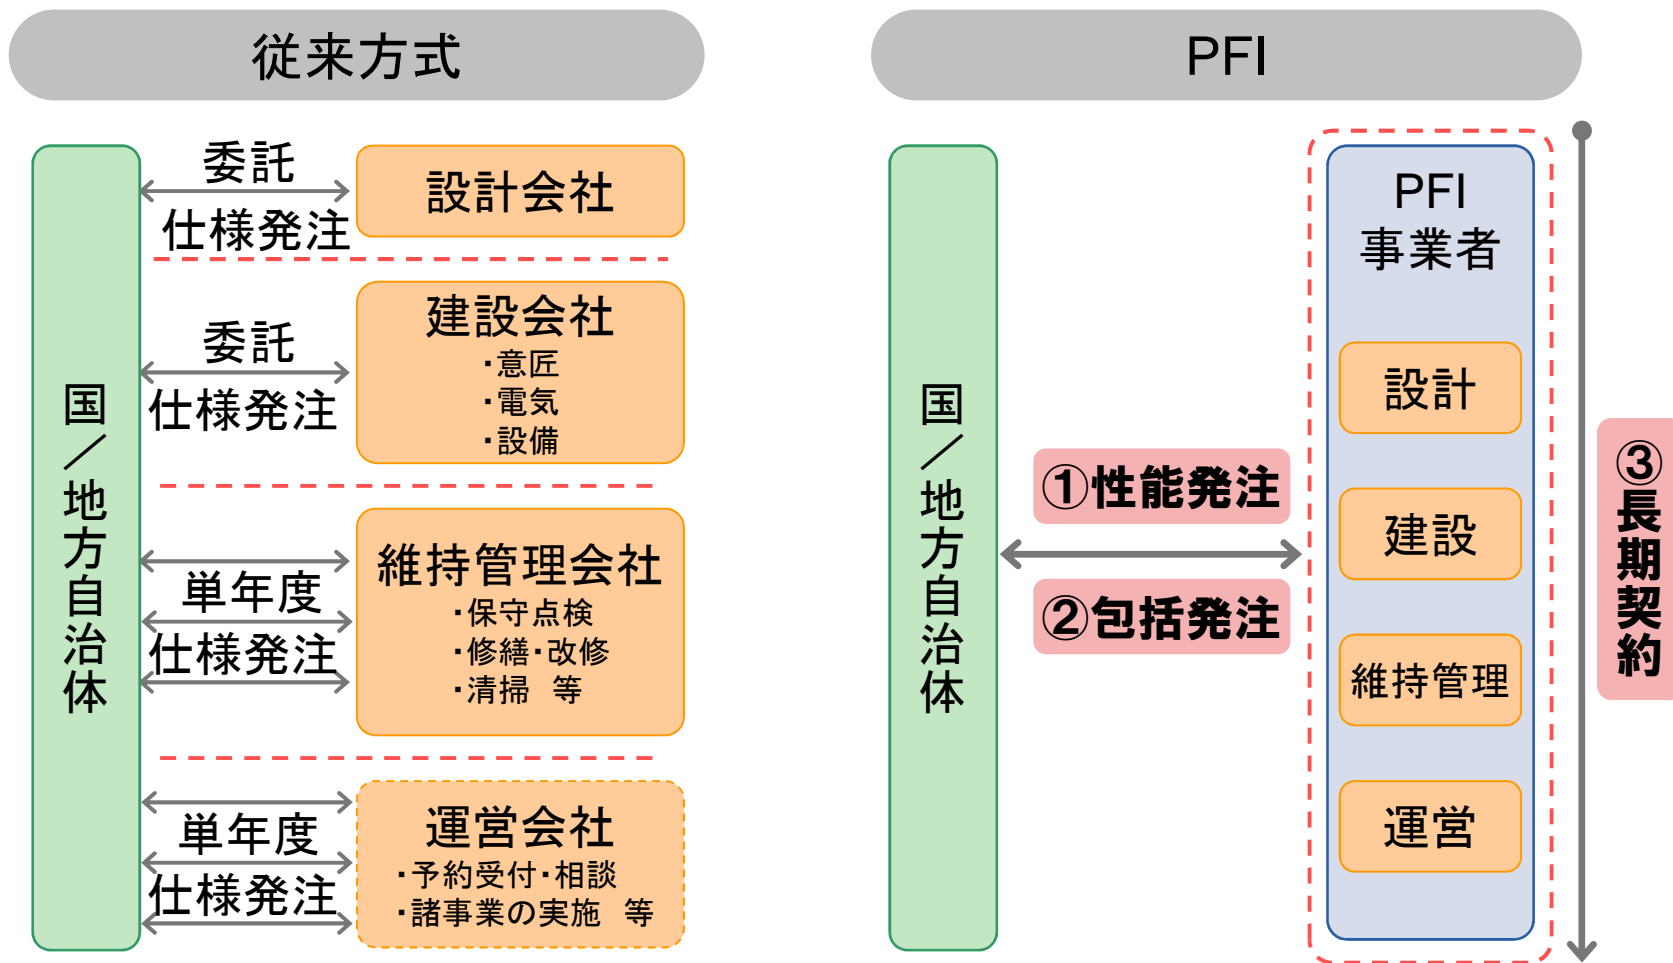 従来方式
国／地方自治体
委託
仕様発注
設計会社
委託
仕様発注
建設会社
・意匠
・電気
・設備
単年度
仕様発注
維持管理会社
・保守点検
・修繕・改修
・清掃　等
単年度
仕様発注
運営会社
・予約受付・相談
・諸事業の実施　等
PFI
国／地方自治体
①性能発注
②包括発注
PFI
事業者
設計
建設
維持管理
運営
③長期契約